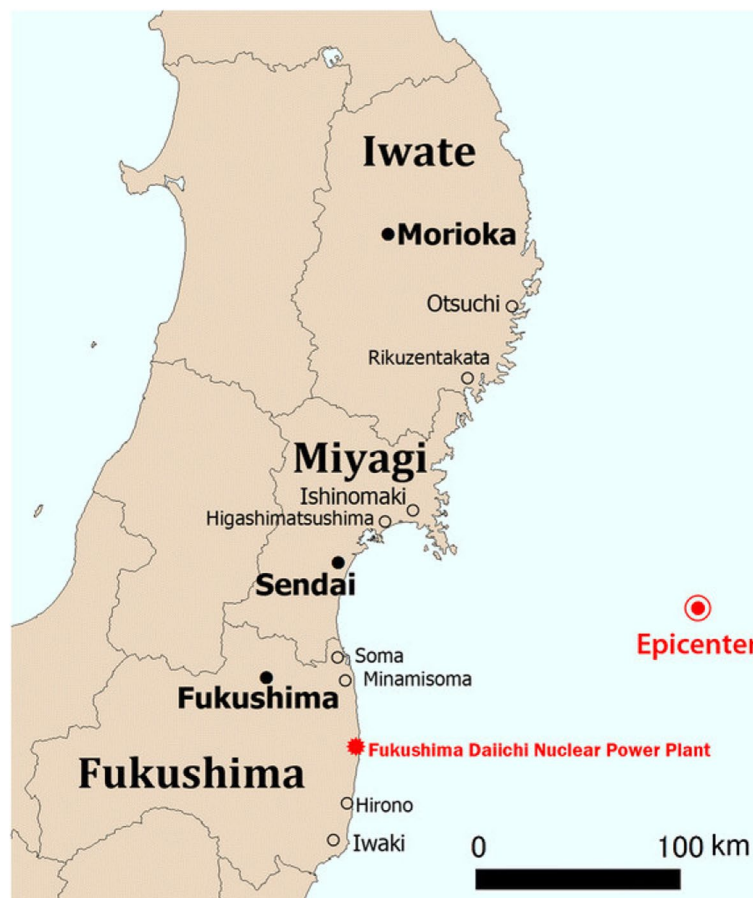 Iwate
Morioka
Otsuchi
Rikuzentakata
Miyagi
Ishinomaki
Higashimatsushima
Sendai
Epicenter
Soma
Minamisoma
Fukushima
Fukushima Daiichi Nuclear Power Plant
Fukushima
Hirono
Iwaki
0 100 km